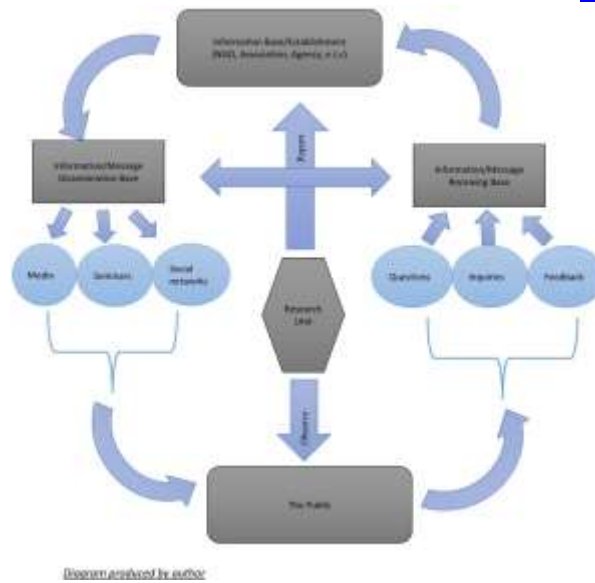 Information Base/Establishment
(NGO, Association, Agency, e.t.c)
Report
Information/Message
Dissemination Base
Information/Message
Receiving Base
Media
Seminars
Social
networks
Questions
Inquiries
Feedback
Research
Unit
Observe
The Public
Diagram produced by author